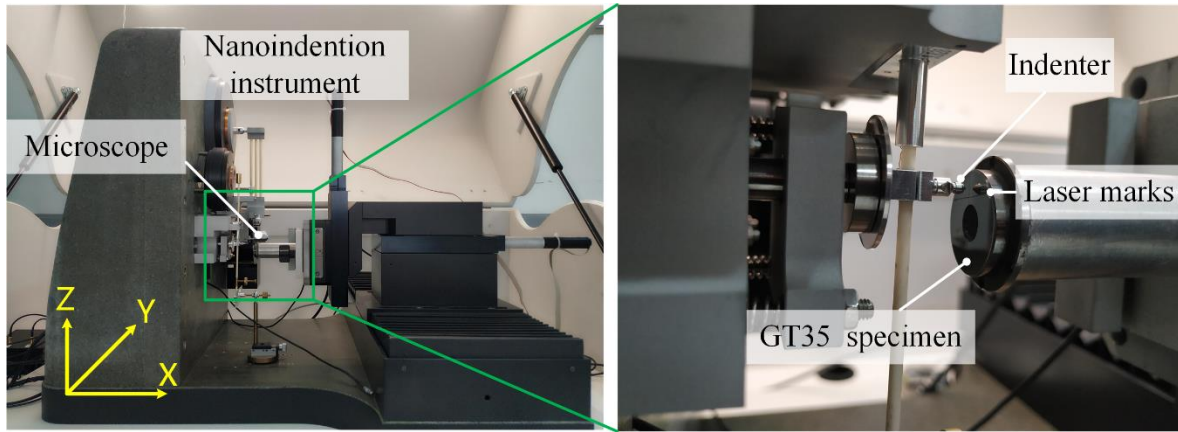 Nanoindention
instrument
Microscope
Z
Y
X
Indenter
Laser marks
GT35 specimen